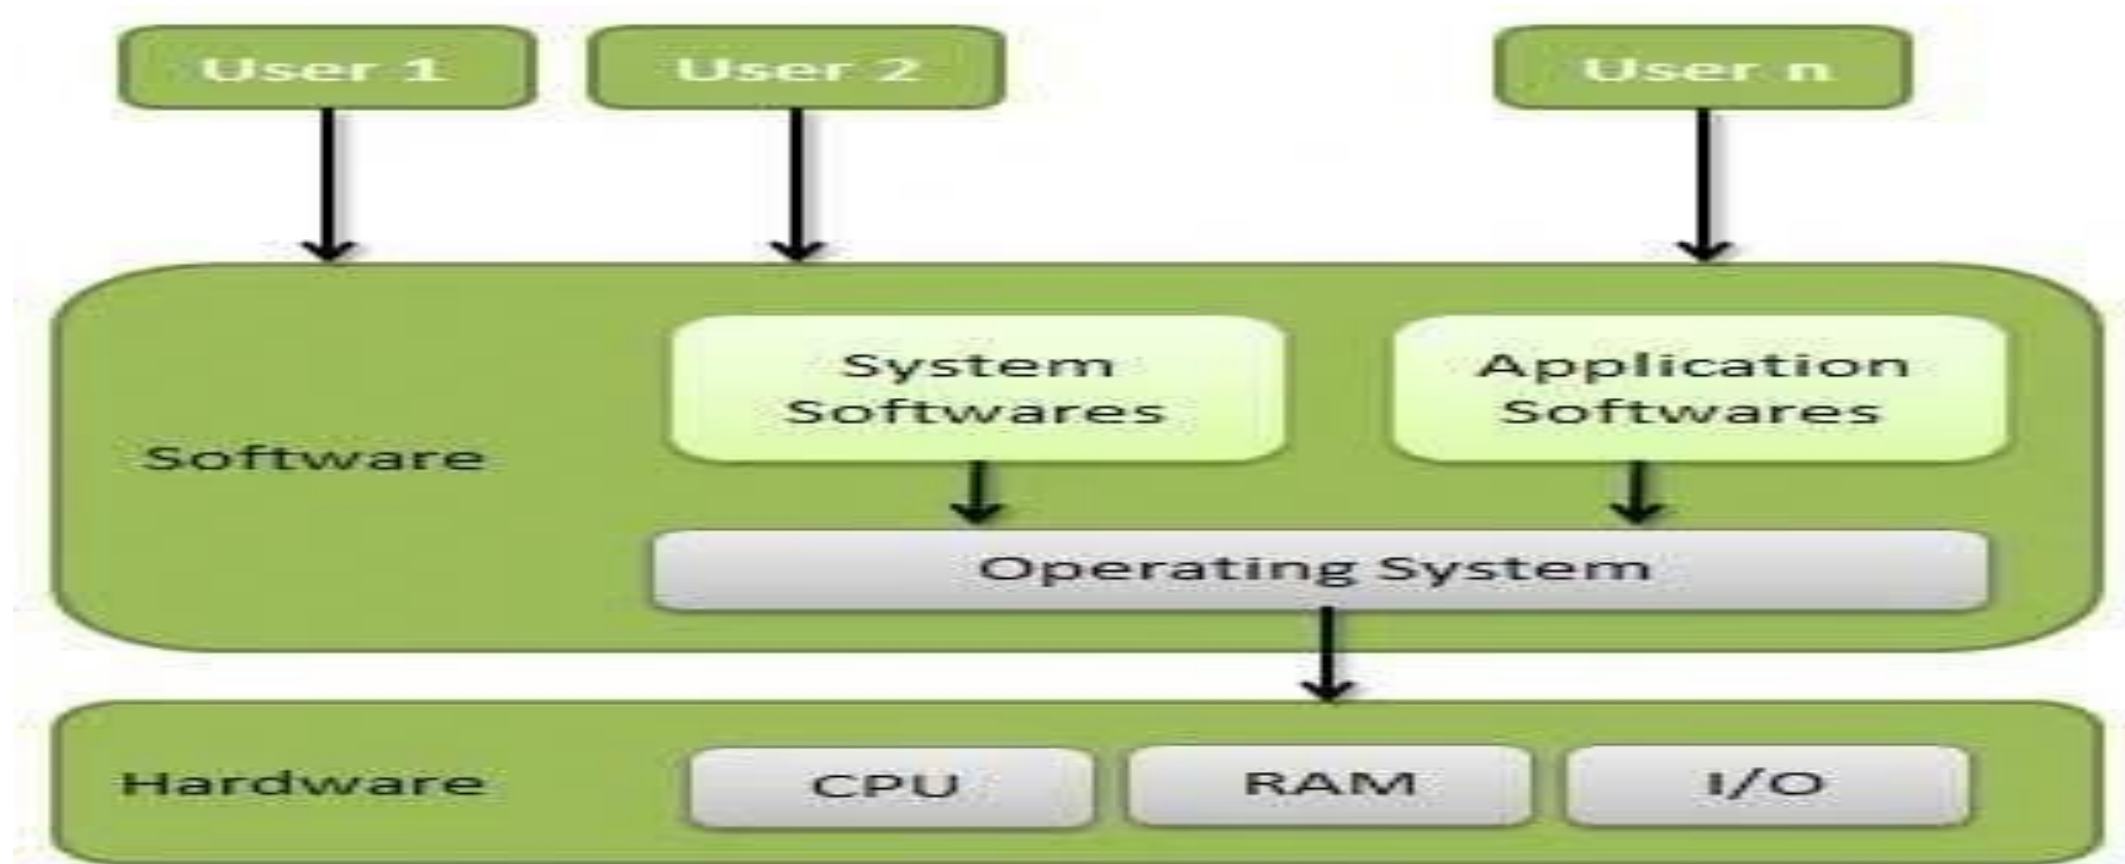 User 1
User 2
User n
System
Softwares
Application
Softwares
Software
Operating System
Hardware
CPU
RAM
I/O